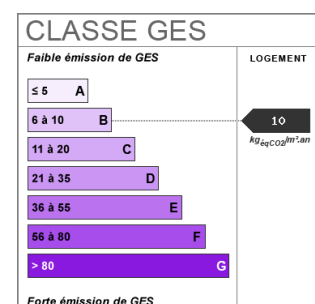 CLASSE GES
Faible émission de GES
LOGEMENT
≤ 5 A
6 à 10 B
10
kgéqCO2/m².an
11 à 20 C
21 à 35 D
36 à 55 E
56 à 80 F
> 80 G
Forte émission de GES